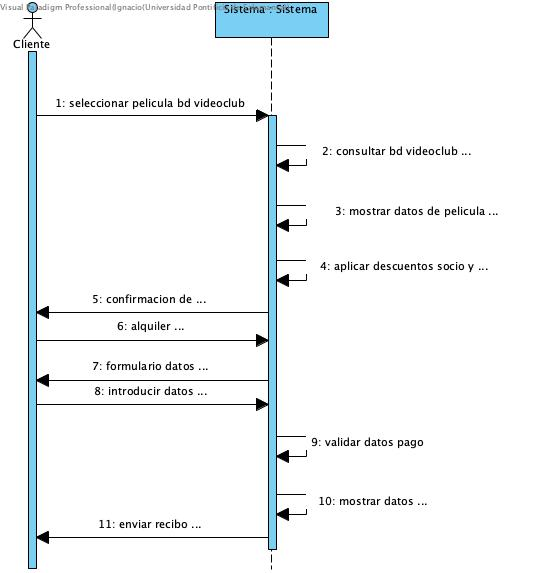 Visual Paradigm Professional(Ignacio(Universidad Pontific
Sistema : Sistema
Cliente
1: seleccionar pelicula bd videoclub
2: consultar bd videoclub ...
3: mostrar datos de pelicula ...
4: aplicar descuentos socio y ...
5: confirmacion de ...
6: alquiler ...
7: formulario datos ...
8: introducir datos ...
9: validar datos pago
10: mostrar datos ...
11: enviar recibo ...